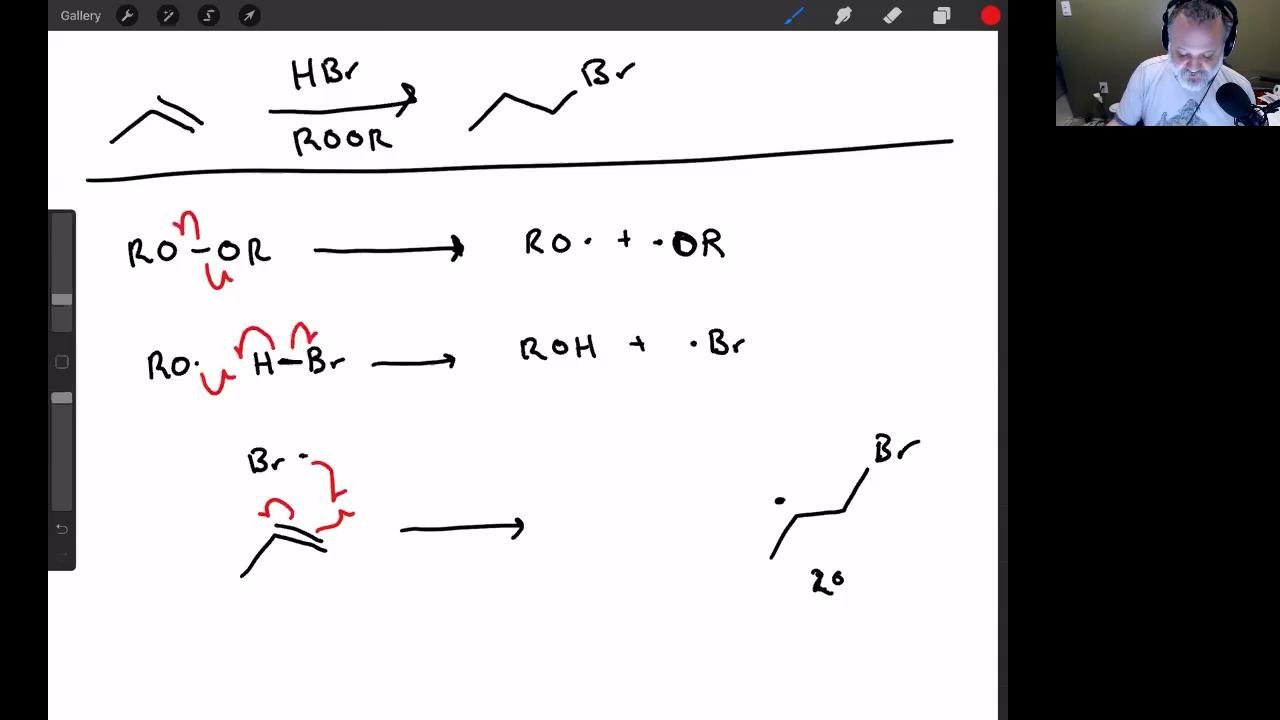 Gallery
HBr
ROOR
Br
RO-OR
RO· + ·OR
RO· H-Br
ROH + ·Br
Br·
Br
2°